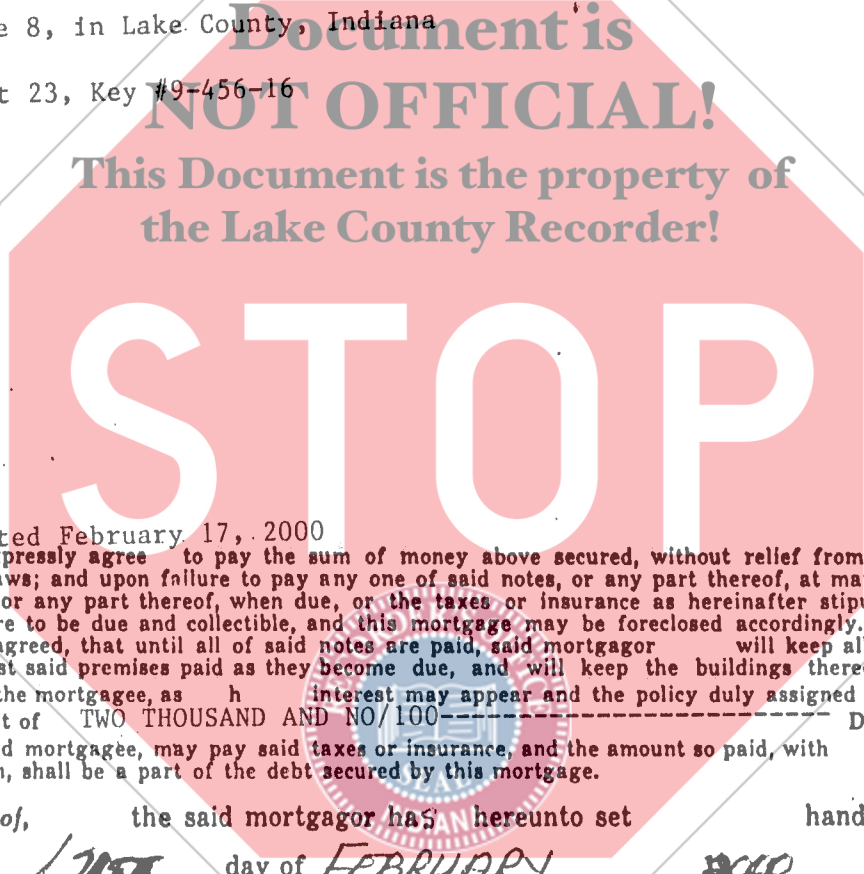 e 8, in Lake County, Indiana
Document is
t 23, Key #9-456-16
NOT OFFICIAL!
This Document is the property of
the Lake County Recorder!
STOP
ted February 17, 2000
pressly agree to pay the sum of money above secured, without relief from
aws; and upon failure to pay any one of said notes, or any part thereof, at ma
or any part thereof, when due, or the taxes or insurance as hereinafter stipu
re to be due and collectible, and this mortgage may be foreclosed accordingly.
agreed, that until all of said notes are paid, said mortgagor will keep al
st said premises paid as they become due, and will keep the buildings there
the mortgagee, as h interest may appear and the policy duly assigned
t of TWO THOUSAND AND NO/100------------------------- D
d mortgagee, may pay said taxes or insurance, and the amount so paid, with
, shall be a part of the debt secured by this mortgage.
SEAL
of, the said mortgagor has hereunto set hand
day of FEBRUARY